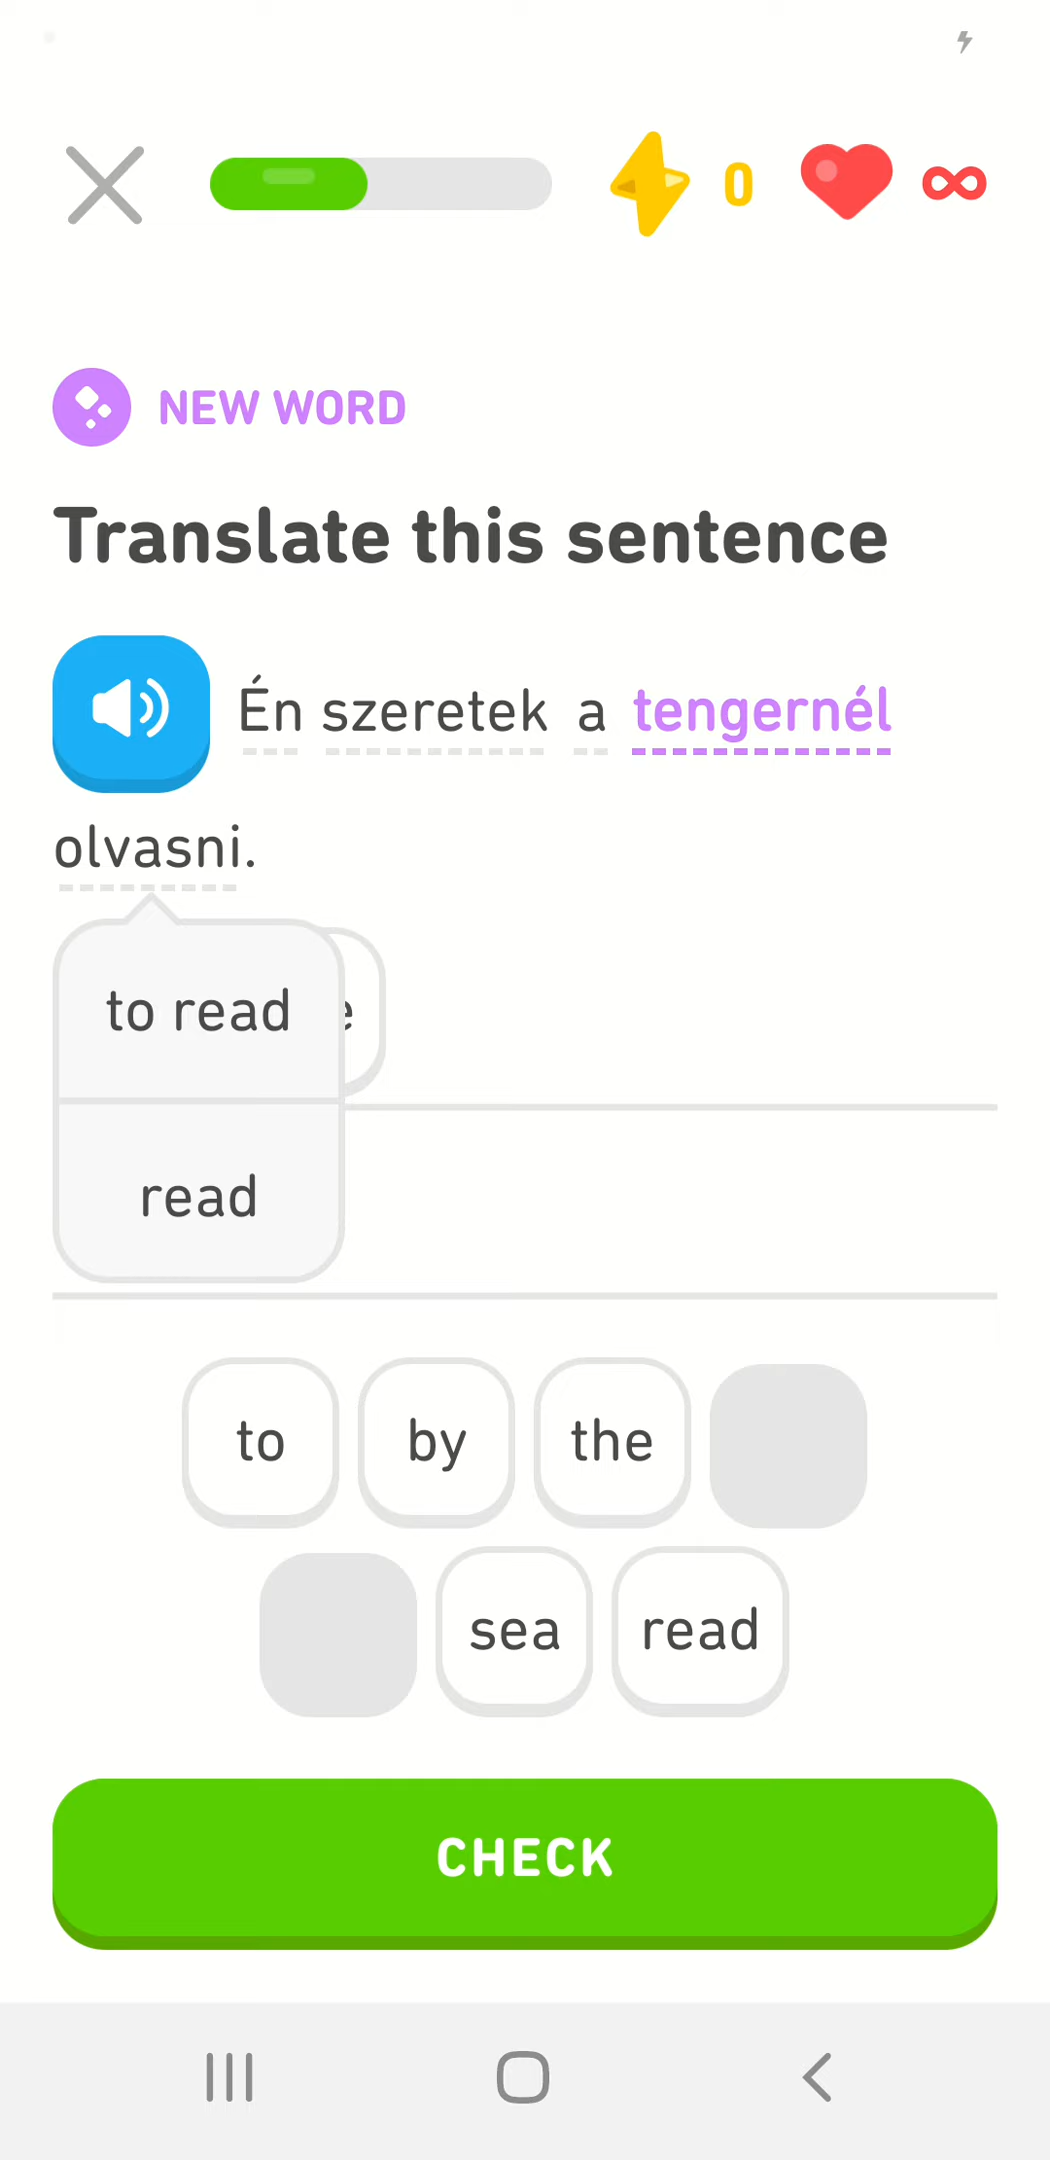 0
NEW WORD
Translate this sentence
Én szeretek a tengernél
olvasni.
to read
read
to by the
sea read
CHECK